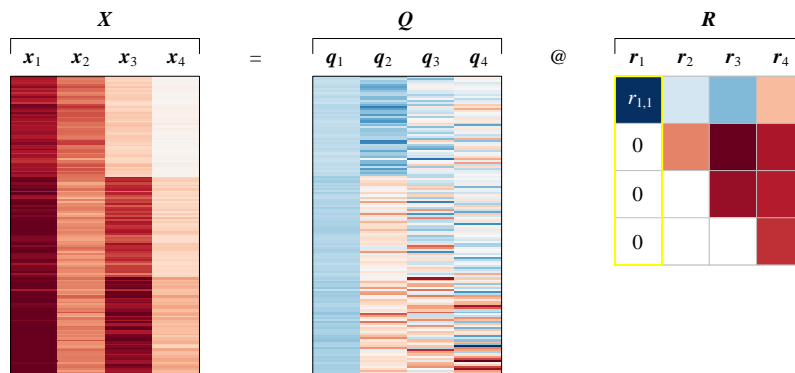 X Q R
x₁ x₂ x₃ x₄ = q₁ q₂ q₃ q₄ @ r₁ r₂ r₃ r₄
r₁,₁
0
0
0